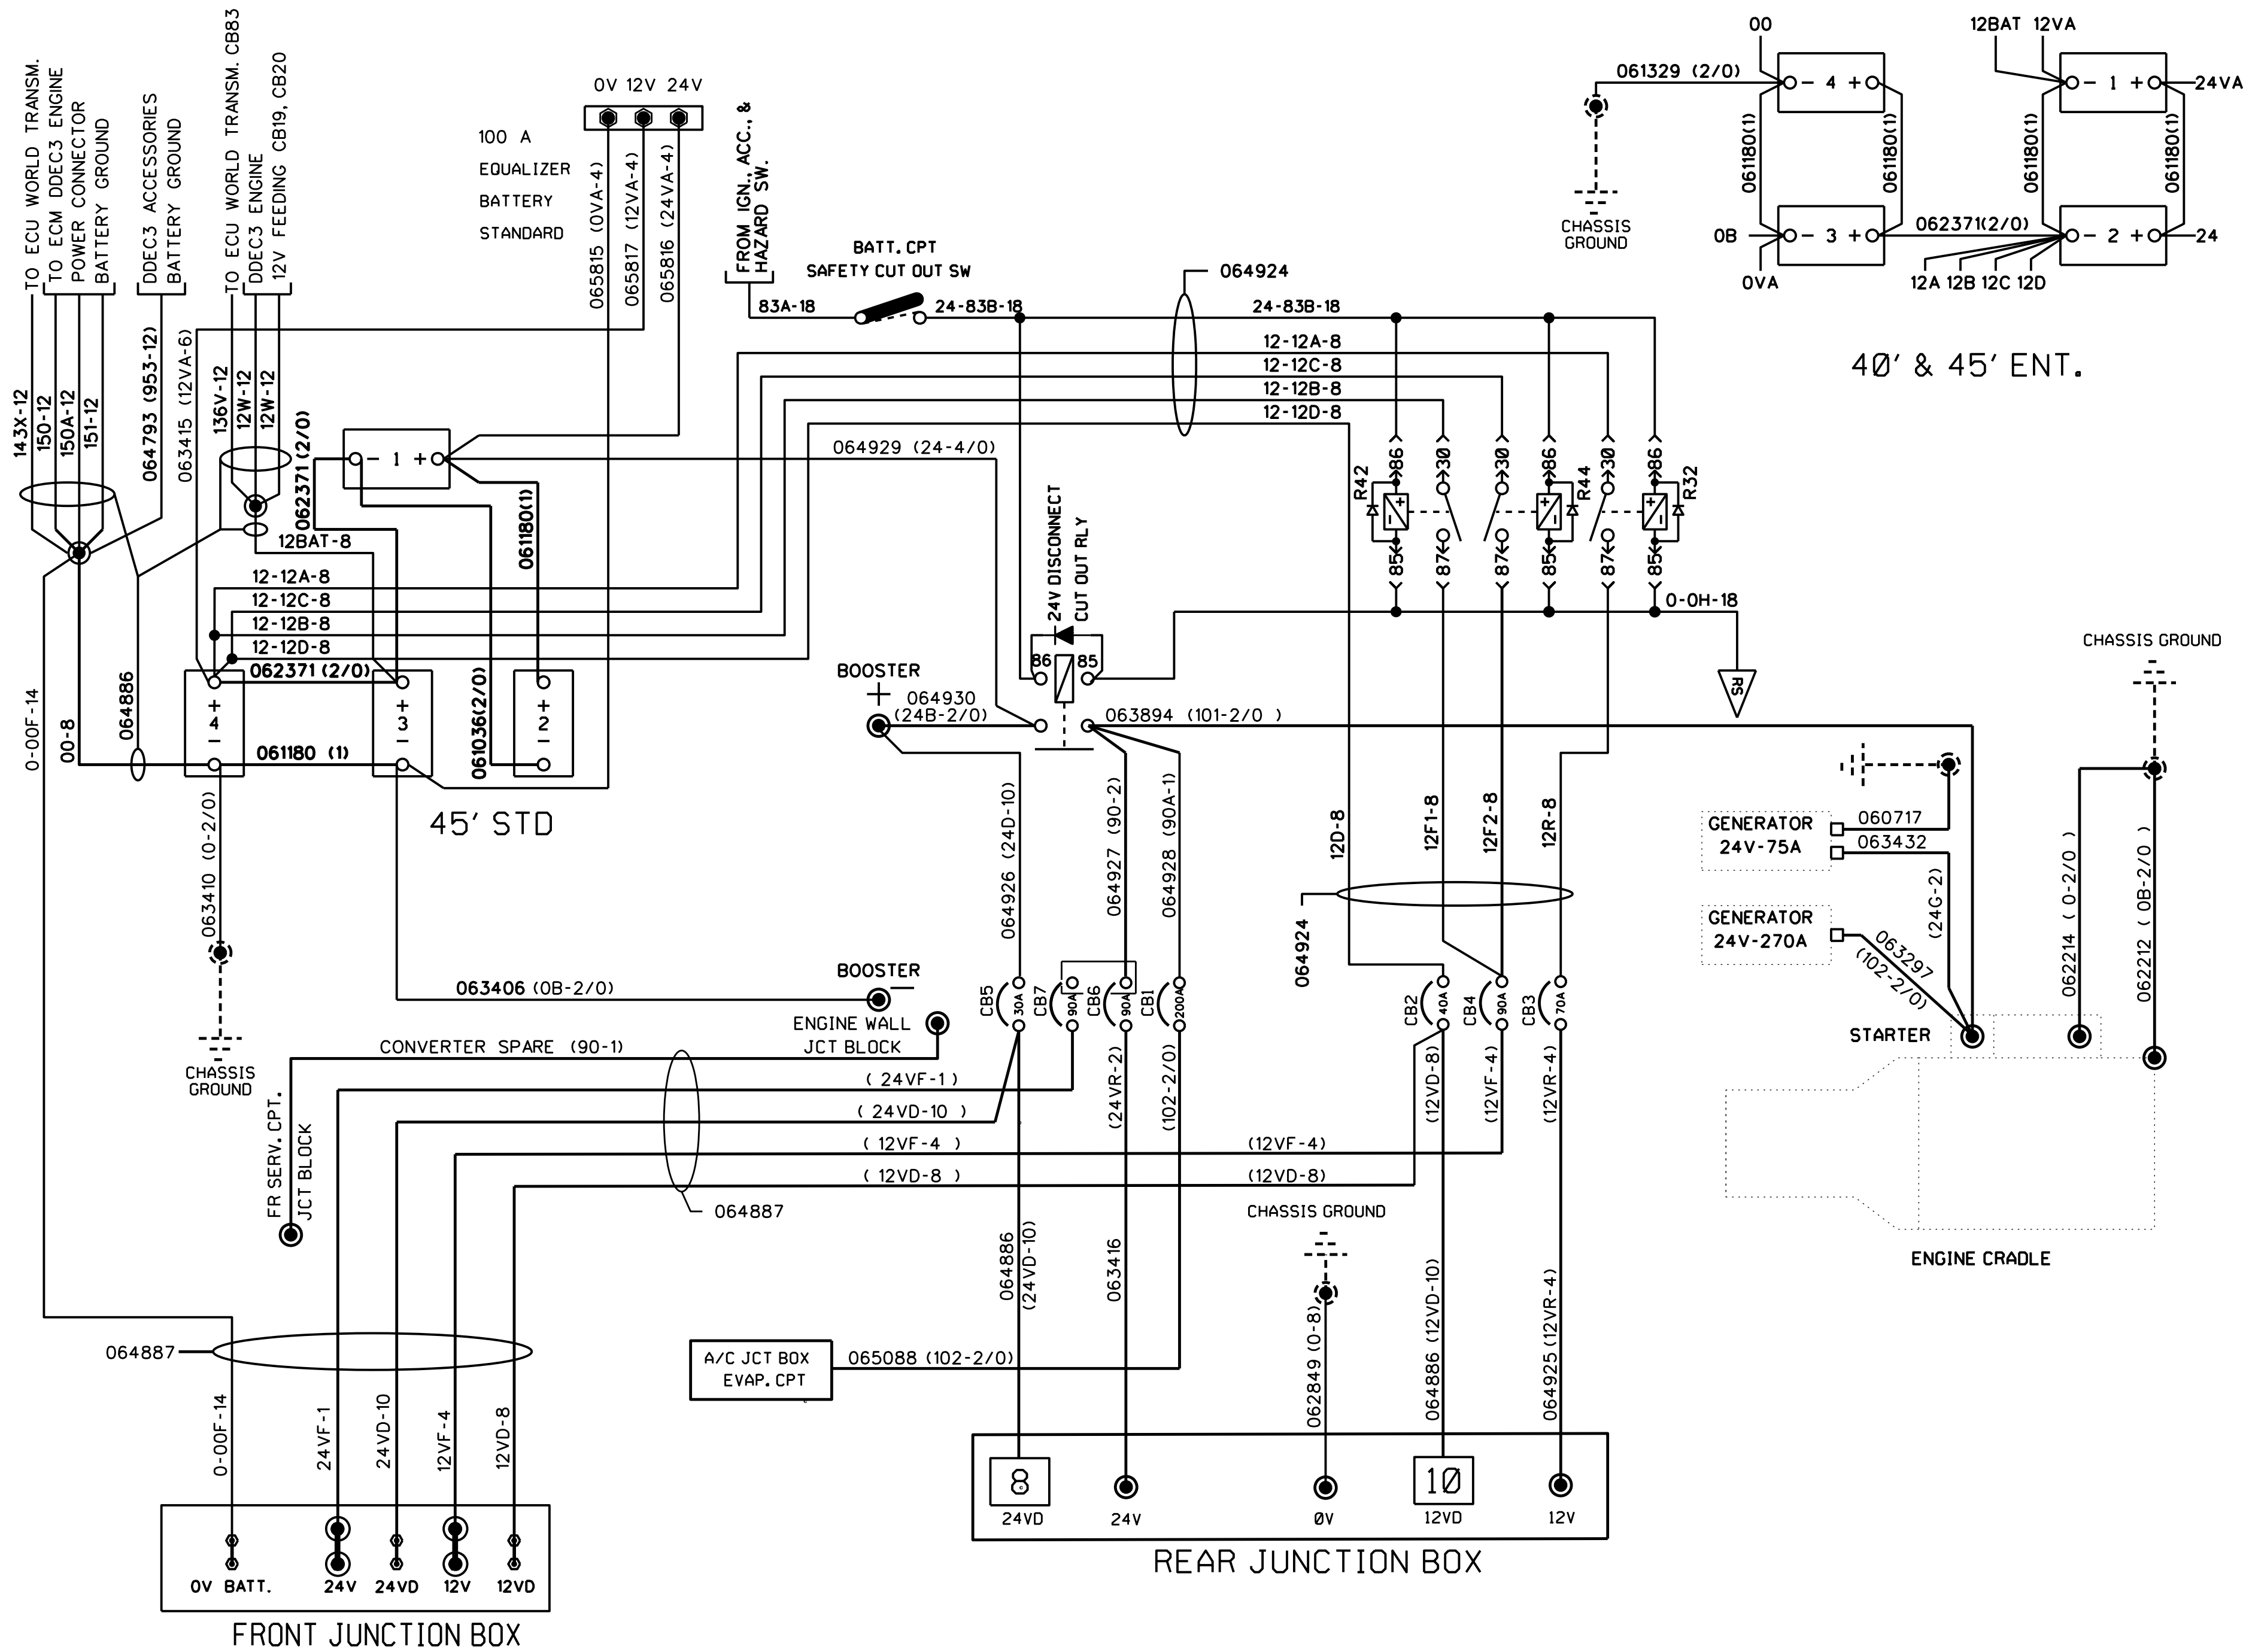 TO ECU WORLD TRANSM.
TO ECM DDEC3 ENGINE
POWER CONNECTOR
BATTERY GROUND
DDEC3 ACCESSORIES
BATTERY GROUND
TO ECU WORLD TRANSM. CB83
DDEC3 ENGINE
12V FEEDING CB19, CB20
143X-12
150-12
150A-12
151-12
064793 (953-12)
063415 (12VA-6)
136V-12
12W-12
12W-12
062371 (2/0)
0V 12V 24V
100 A
EQUALIZER
BATTERY
STANDARD
065815 (0VA-4)
065817 (12VA-4)
065816 (24VA-4)
FROM IGN., ACC., &
HAZARD SW.
BATT. CPT
SAFETY CUT OUT SW
83A-18
24-83B-18
24-83B-18
064924
12-12A-8
12-12C-8
12-12B-8
12-12D-8
064929 (24-4/0)
- 1 +
061180(1)
12BAT-8
12-12A-8
12-12C-8
12-12B-8
12-12D-8
062371 (2/0)
+
4
-
+
3
-
+
2
-
061180 (1)
061036(2/0)
064886
00-8
0-00F-14
45' STD
063410 (0-2/0)
CHASSIS
GROUND
24V DISCONNECT
CUT OUT RLY
86 85
BOOSTER
+
064930
(24B-2/0)
063894 (101-2/0 )
R42
86
30
30
86
R44
30
86
R32
85
87
87
85
87
85
0-0H-18
RS
061329 (2/0)
CHASSIS
GROUND
00
- 4 +
061180(1)
061180(1)
0B
- 3 +
0VA
062371(2/0)
12BAT 12VA
- 1 +
24VA
061180(1)
061180(1)
- 2 +
24
12A 12B 12C 12D
40' & 45' ENT.
CHASSIS GROUND
GENERATOR
24V-75A
060717
063432
GENERATOR
24V-270A
(24G-2)
063297
(102-2/0)
062214 ( 0-2/0 )
062212 ( 0B-2/0 )
STARTER
ENGINE CRADLE
064926 (24D-10)
064927 (90-2)
064928 (90A-1)
12D-8
12F1-8
12F2-8
12R-8
064924
063406 (0B-2/0)
BOOSTER
-
ENGINE WALL
JCT BLOCK
CB5
30A
CB7
90A
CB6
90A
CB1
200A
CB2
40A
CB4
90A
CB3
70A
CONVERTER SPARE (90-1)
( 24VF-1 )
( 24VD-10 )
( 12VF-4 )
( 12VD-8 )
064887
(24VR-2)
(102-2/0)
(12VF-4)
(12VD-8)
(12VD-8)
(12VF-4)
(12VR-4)
FR SERV. CPT.
JCT BLOCK
CHASSIS GROUND
064886
(24VD-10)
063416
062849 (0-8)
064886 (12VD-10)
064925 (12VR-4)
A/C JCT BOX
EVAP. CPT
065088 (102-2/0)
064887
0-00F-14
24VF-1
24VD-10
12VF-4
12VD-8
0V BATT.
24V
24VD
12V
12VD
FRONT JUNCTION BOX
8
24VD
24V
0V
10
12VD
12V
REAR JUNCTION BOX